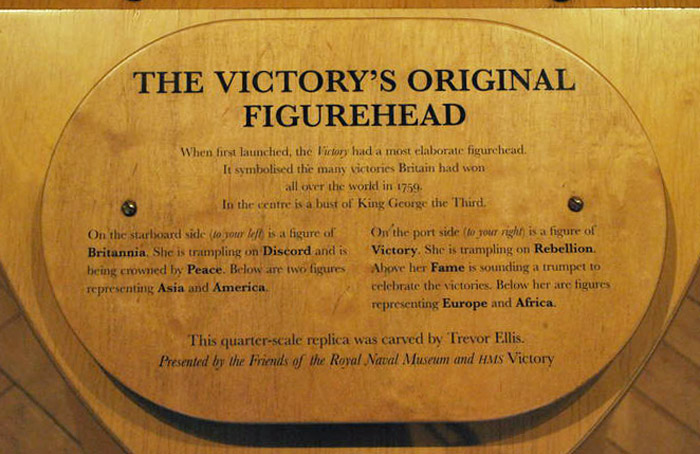 THE VICTORY'S ORIGINAL
FIGUREHEAD
When first launched, the Victory had a most elaborate figurehead.
It symbolised the many victories Britain had won
all over the world in 1759.
In the centre is a bust of King George the Third.
On the starboard side (to your left) is a figure of
Britannia. She is trampling on Discord and is
being crowned by Peace. Below are two figures
representing Asia and America.
On the port side (to your right) is a figure of
Victory. She is trampling on Rebellion.
Above her Fame is sounding a trumpet to
celebrate the victories. Below her are figures
representing Europe and Africa.
This quarter-scale replica was carved by Trevor Ellis.
Presented by the Friends of the Royal Naval Museum and HMS Victory